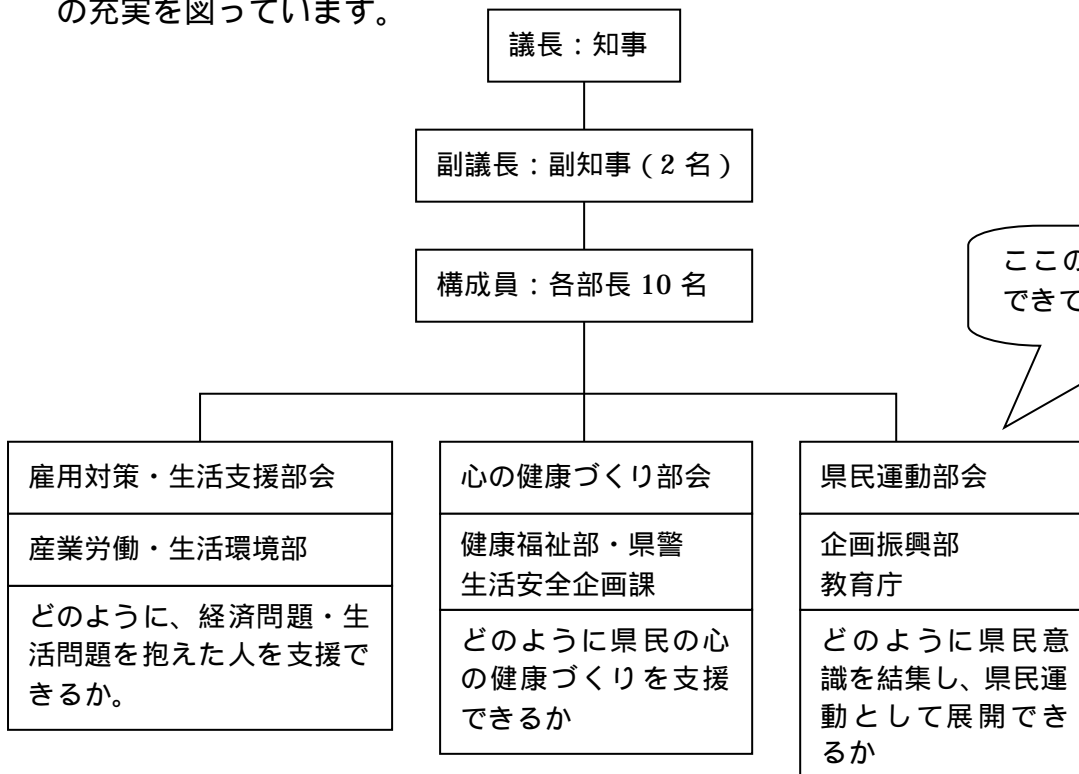 の充実を図っています。
議長：知事
副議長：副知事（2 名）
構成員：各部長 10 名
ここの
できて
雇用対策・生活支援部会
産業労働・生活環境部
どのように、経済問題・生
活問題を抱えた人を支援で
きるか。
心の健康づくり部会
健康福祉部・県警
生活安全企画課
どのように県民の心
の健康づくりを支援
できるか
県民運動部会
企画振興部
教育庁
どのように県民意
識を結集し、県民運
動として展開でき
るか